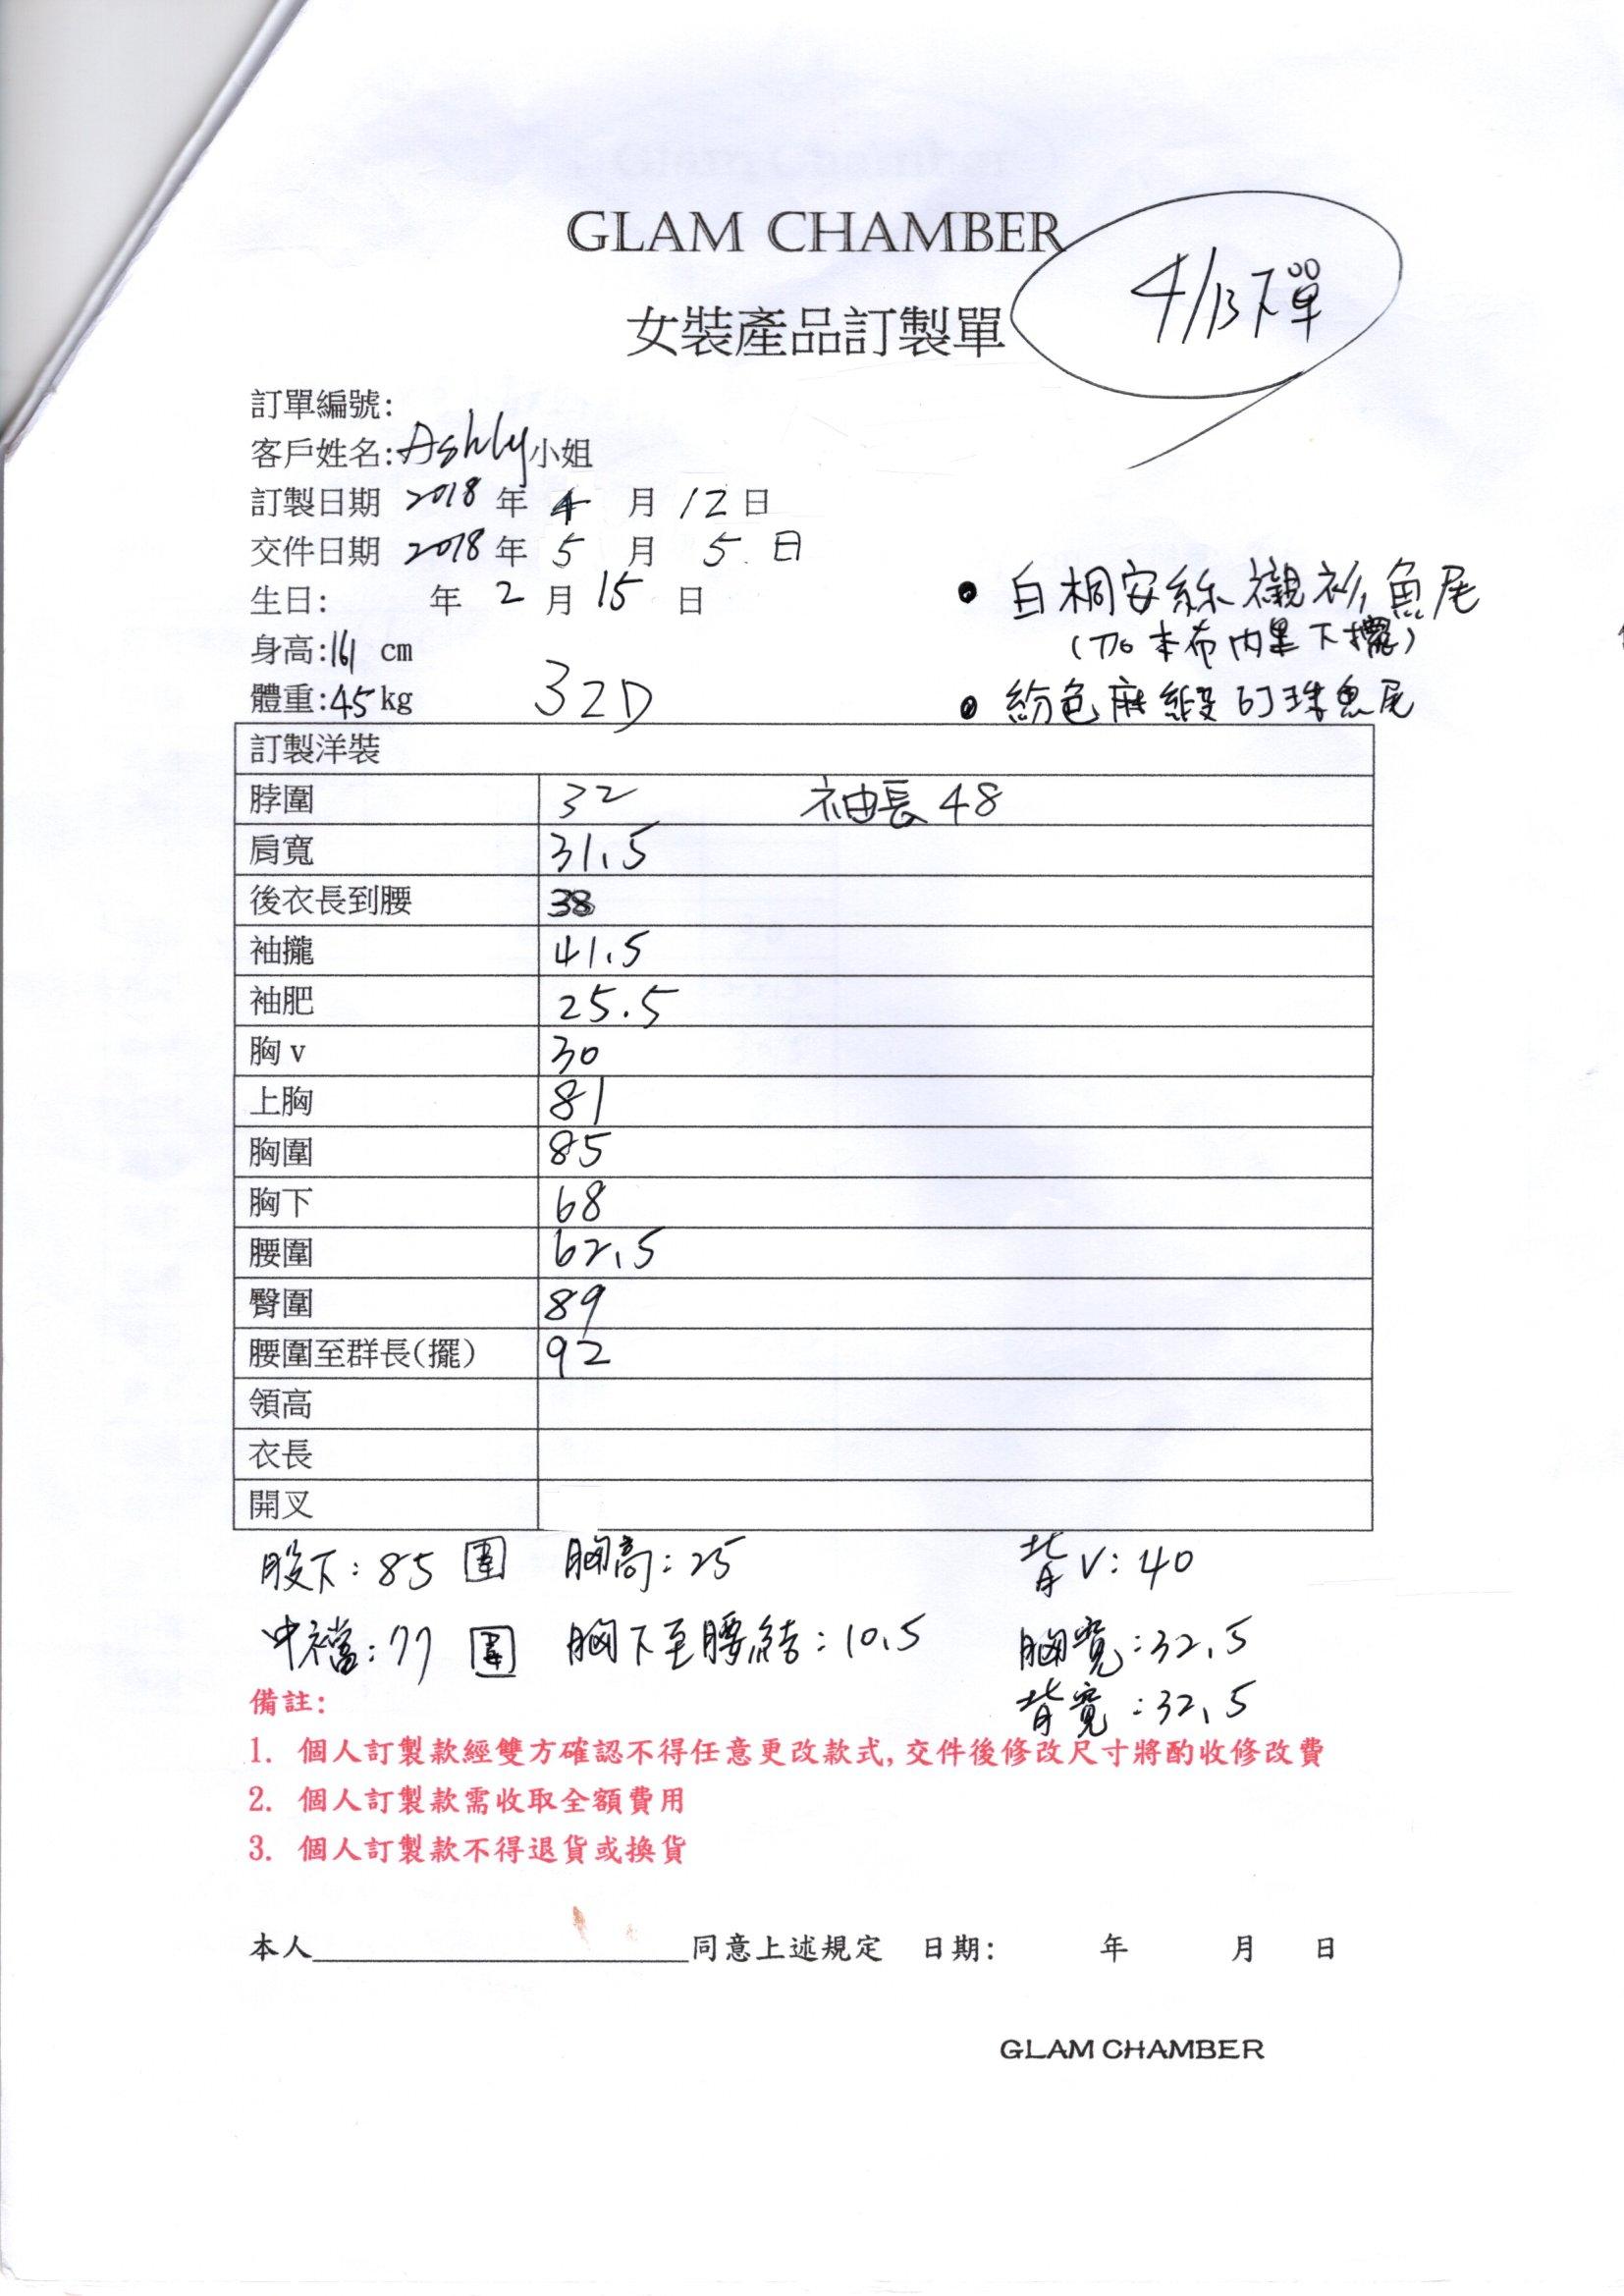 GLAM CHAMBER
4/13下單
女裝產品訂製單
訂單編號:
客戶姓名:Ashly小姐
訂製日期 2018 年 4 月 12 日
交件日期 2018 年 5 月 5 日
生日: 年 2 月 15 日
• 白桐安絲襯衫魚尾
(加本布內里下擺)
身高:161 cm
體重:45kg 32D
• 紛色麻緞釘珠魚尾
訂製洋裝
脖圍 32 袖長 48
肩寬 31.5
後衣長到腰 38
袖攏 41.5
袖肥 25.5
胸v 30
上胸 81
胸圍 85
胸下 68
腰圍 62.5
臀圍 89
腰圍至群長(擺) 92
領高
衣長
開叉
股下: 85 圍 胸高: 25 背V: 40
中襠: 77 圍 胸下至腰結: 10.5 胸寬: 32.5
背寬: 32.5
備註:
1. 個人訂製款經雙方確認不得任意更改款式,交件後修改尺寸將酌收修改費
2. 個人訂製款需收取全額費用
3. 個人訂製款不得退貨或換貨
本人______________________同意上述規定 日期: 年 月 日
GLAM CHAMBER